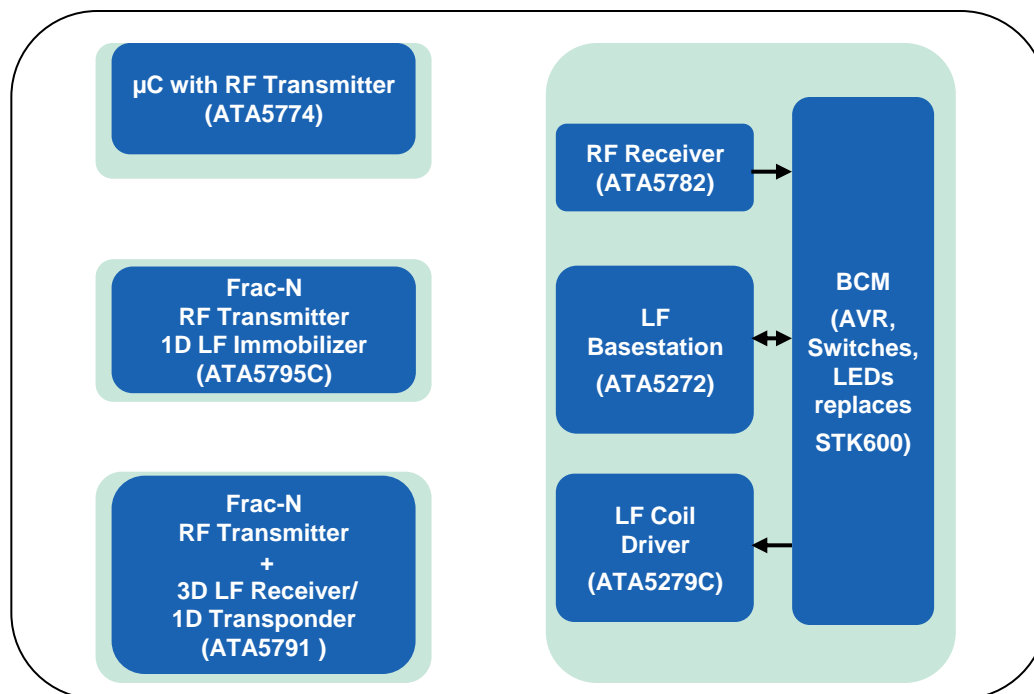 µC with RF Transmitter
(ATA5774)
Frac-N
RF Transmitter
1D LF Immobilizer
(ATA5795C)
Frac-N
RF Transmitter
+
3D LF Receiver/
1D Transponder
(ATA5791 )
RF Receiver
(ATA5782)
LF
Basestation
(ATA5272)
LF Coil
Driver
(ATA5279C)
BCM
(AVR,
Switches,
LEDs
replaces
STK600)